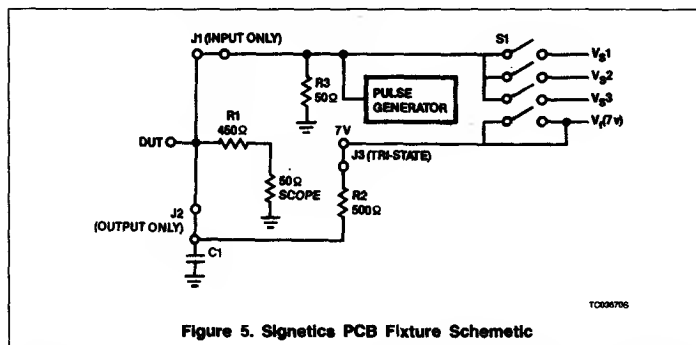 J1 (INPUT ONLY)
S1
VS1
VS2
VS3
Vt(7v)
R3
50Ω
PULSE
GENERATOR
R1
450Ω
7V
J3 (TRI-STATE)
DUT
50Ω
SCOPE
R2
500Ω
J2
(OUTPUT ONLY)
C1
TC03670S
Figure 5. Signetics PCB Fixture Schemetic